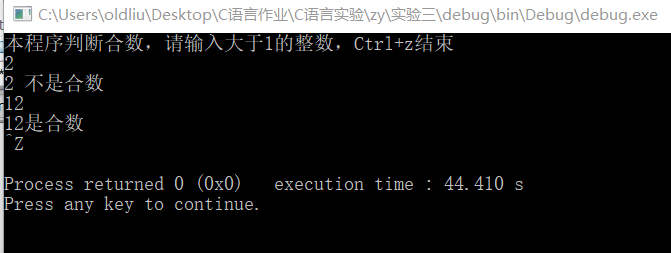 C:\Users\oldliu\Desktop\C语言作业\C语言实验\zy\实验三\debug\bin\Debug\debug.exe
本程序判断合数，请输入大于1的整数，Ctrl+z结束
2
2 不是合数
12
12是合数
^Z
Process returned 0 (0x0)   execution time : 44.410 s
Press any key to continue.